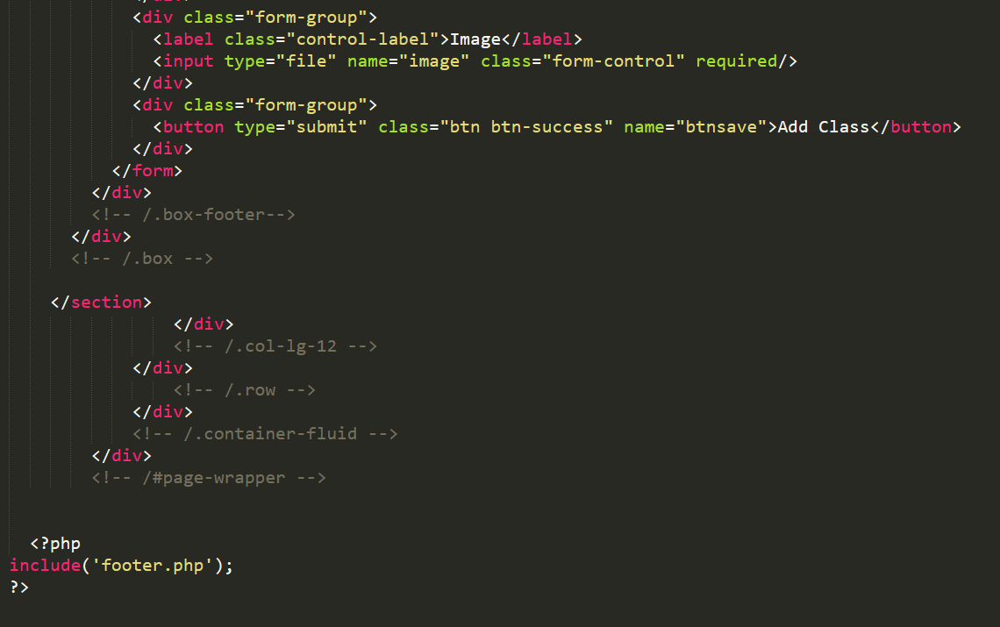 <div class="form-group">
<label class="control-label">Image</label>
<input type="file" name="image" class="form-control" required/>
</div>
<div class="form-group">
<button type="submit" class="btn btn-success" name="btnsave">Add Class</button>
</div>
</form>
</div>
<!-- /.box-footer-->
</div>
<!-- /.box -->
</section>
</div>
<!-- /.col-lg-12 -->
</div>
<!-- /.row -->
</div>
<!-- /.container-fluid -->
</div>
<!-- /#page-wrapper -->
<?php
include('footer.php');
?>